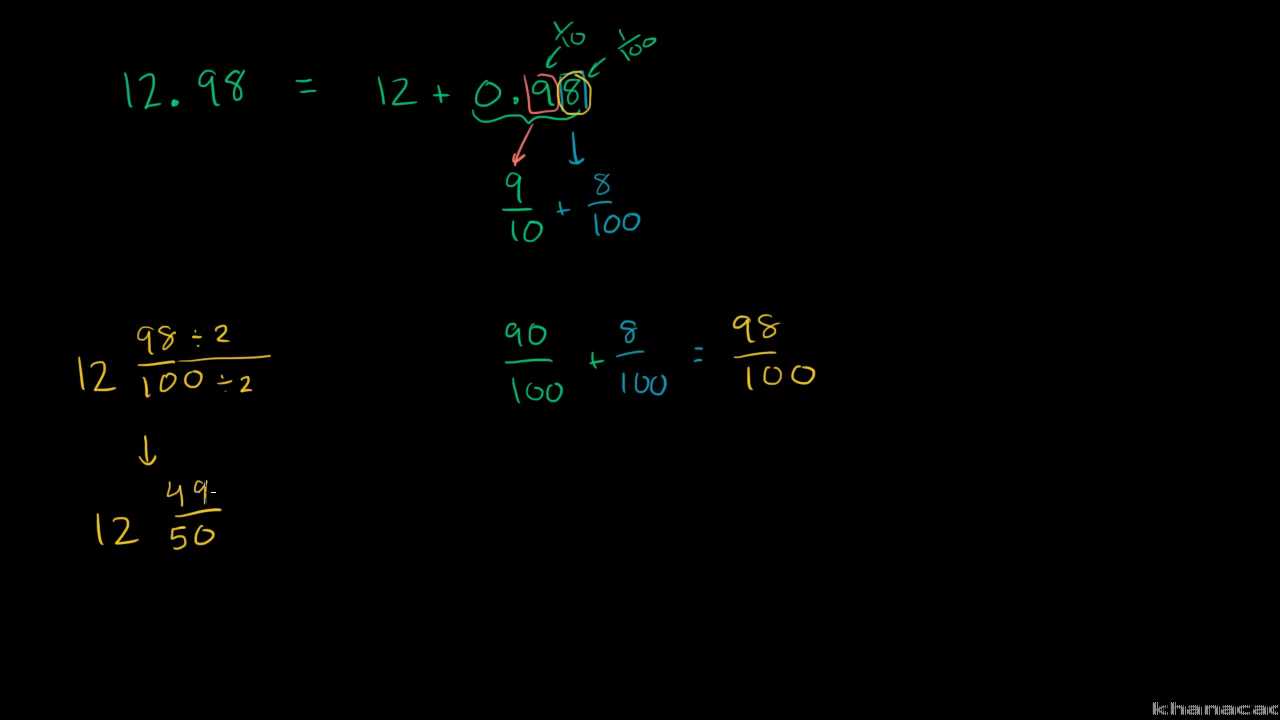 1/10 1/100
12.98 = 12 + 0.98
9/10 + 8/100
12 98 ÷ 2 / 100 ÷ 2
90/100 + 8/100 = 98/100
12 49/50
khanacac